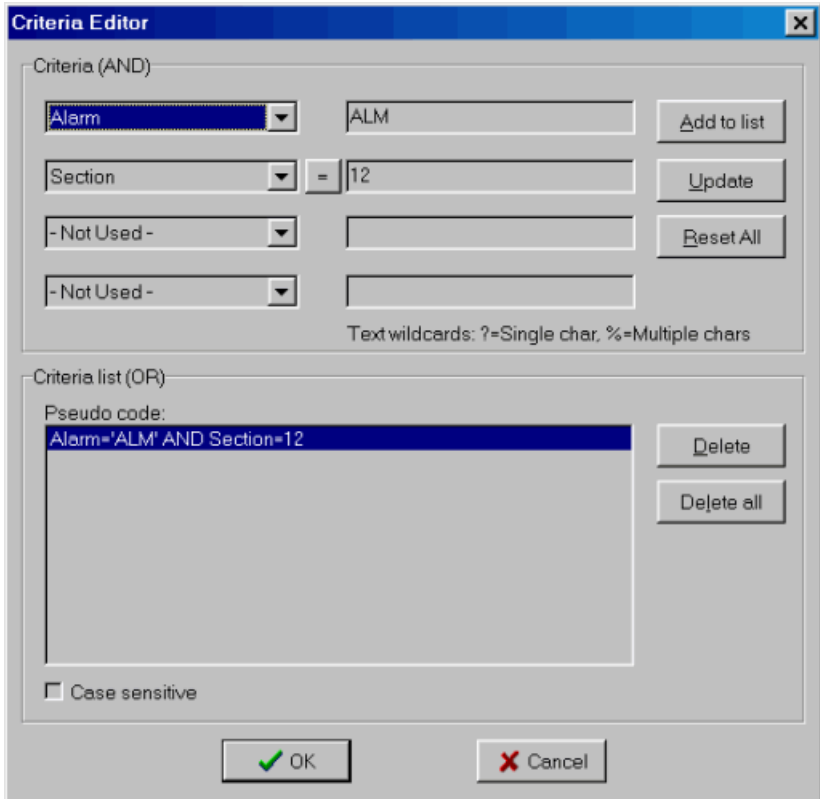 Criteria Editor
Criteria (AND)
Alarm ALM Add to list
Section = 12 Update
- Not Used - Reset All
- Not Used -
Text wildcards: ?=Single char, %=Multiple chars
Criteria list (OR)
Pseudo code:
Alarm='ALM' AND Section=12
Delete
Delete all
Case sensitive
OK Cancel